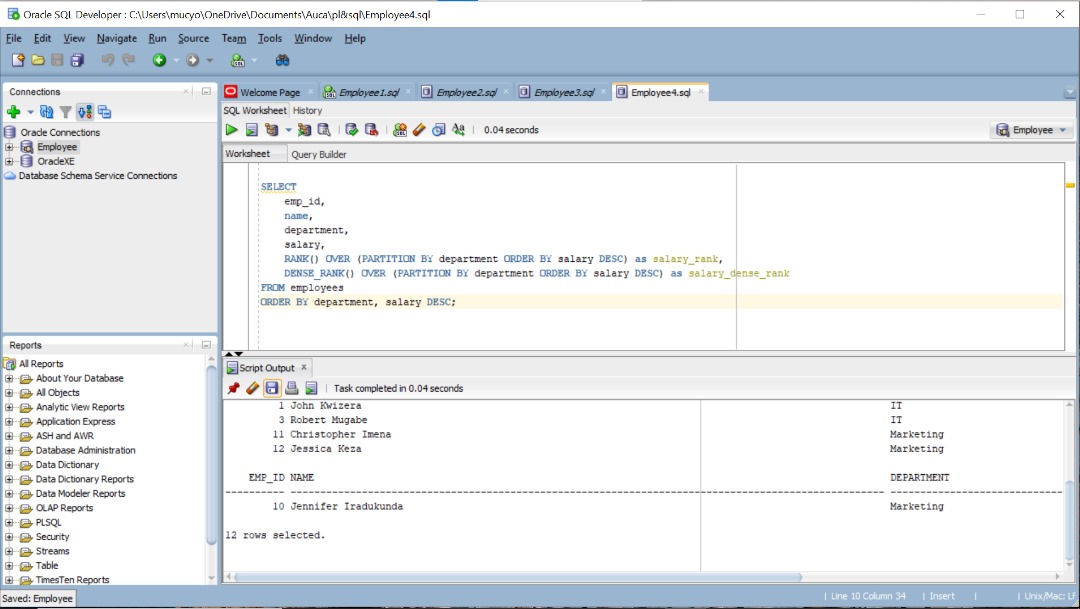 Oracle SQL Developer : C:\Users\mucyo\OneDrive\Documents\Auca\pl&sql\Employee4.sql
File Edit View Navigate Run Source Team Tools Window Help
Connections
Oracle Connections
Employee
OracleXE
Database Schema Service Connections
Reports
All Reports
About Your Database
All Objects
Analytic View Reports
Application Express
ASH and AWR
Database Administration
Data Dictionary
Data Dictionary Reports
Data Modeler Reports
OLAP Reports
PLSQL
Security
Streams
Table
TimesTen Reports
Welcome Page Employee1.sql Employee2.sql Employee3.sql Employee4.sql
SQL Worksheet History
0.04 seconds
Employee
Worksheet Query Builder
SELECT
emp_id,
name,
department,
salary,
RANK() OVER (PARTITION BY department ORDER BY salary DESC) as salary_rank,
DENSE_RANK() OVER (PARTITION BY department ORDER BY salary DESC) as salary_dense_rank
FROM employees
ORDER BY department, salary DESC;
Script Output
Task completed in 0.04 seconds
1 John Kwizera IT
3 Robert Mugabe IT
11 Christopher Imena Marketing
12 Jessica Keza Marketing
EMP_ID NAME DEPARTMENT
10 Jennifer Iradukunda Marketing
12 rows selected.
Saved: Employee
Line 10 Column 34 Insert Unix/Mac: LF